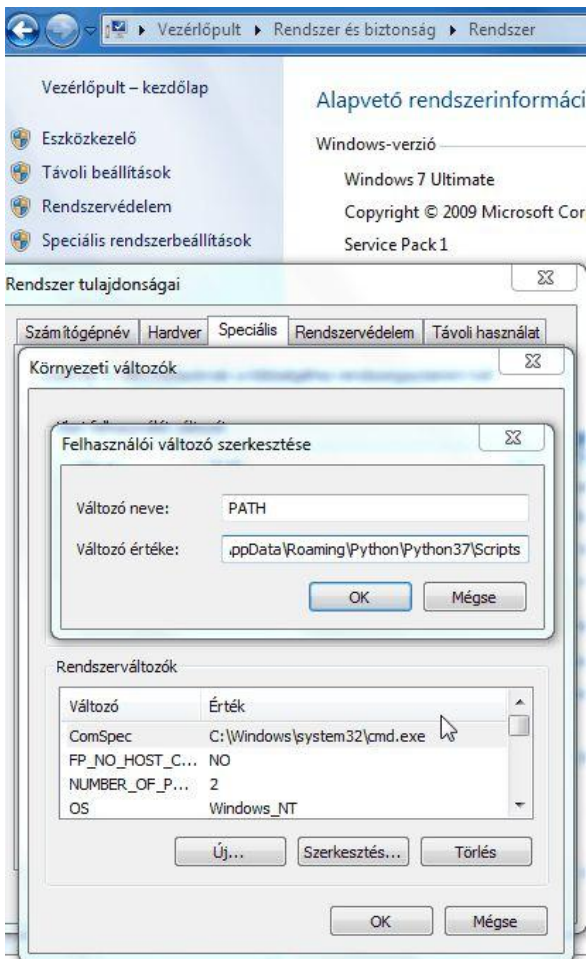 Vezérlőpult ▸ Rendszer és biztonság ▸ Rendszer
Vezérlőpult – kezdőlap
Eszközkezelő
Távoli beállítások
Rendszervédelem
Speciális rendszerbeállítások
Alapvető rendszerinformáci
Windows-verzió
Windows 7 Ultimate
Copyright © 2009 Microsoft Cor
Service Pack 1
Rendszer tulajdonságai
Számítógépnév Hardver Speciális Rendszervédelem Távoli használat
Környezeti változók
Felhasználói változó szerkesztése
Változó neve: PATH
Változó értéke: ppData\Roaming\Python\Python37\Scripts
OK Mégse
Rendszerváltozók
Változó Érték
ComSpec C:\Windows\system32\cmd.exe
FP_NO_HOST_C... NO
NUMBER_OF_P... 2
OS Windows_NT
Új... Szerkesztés... Törlés
OK Mégse